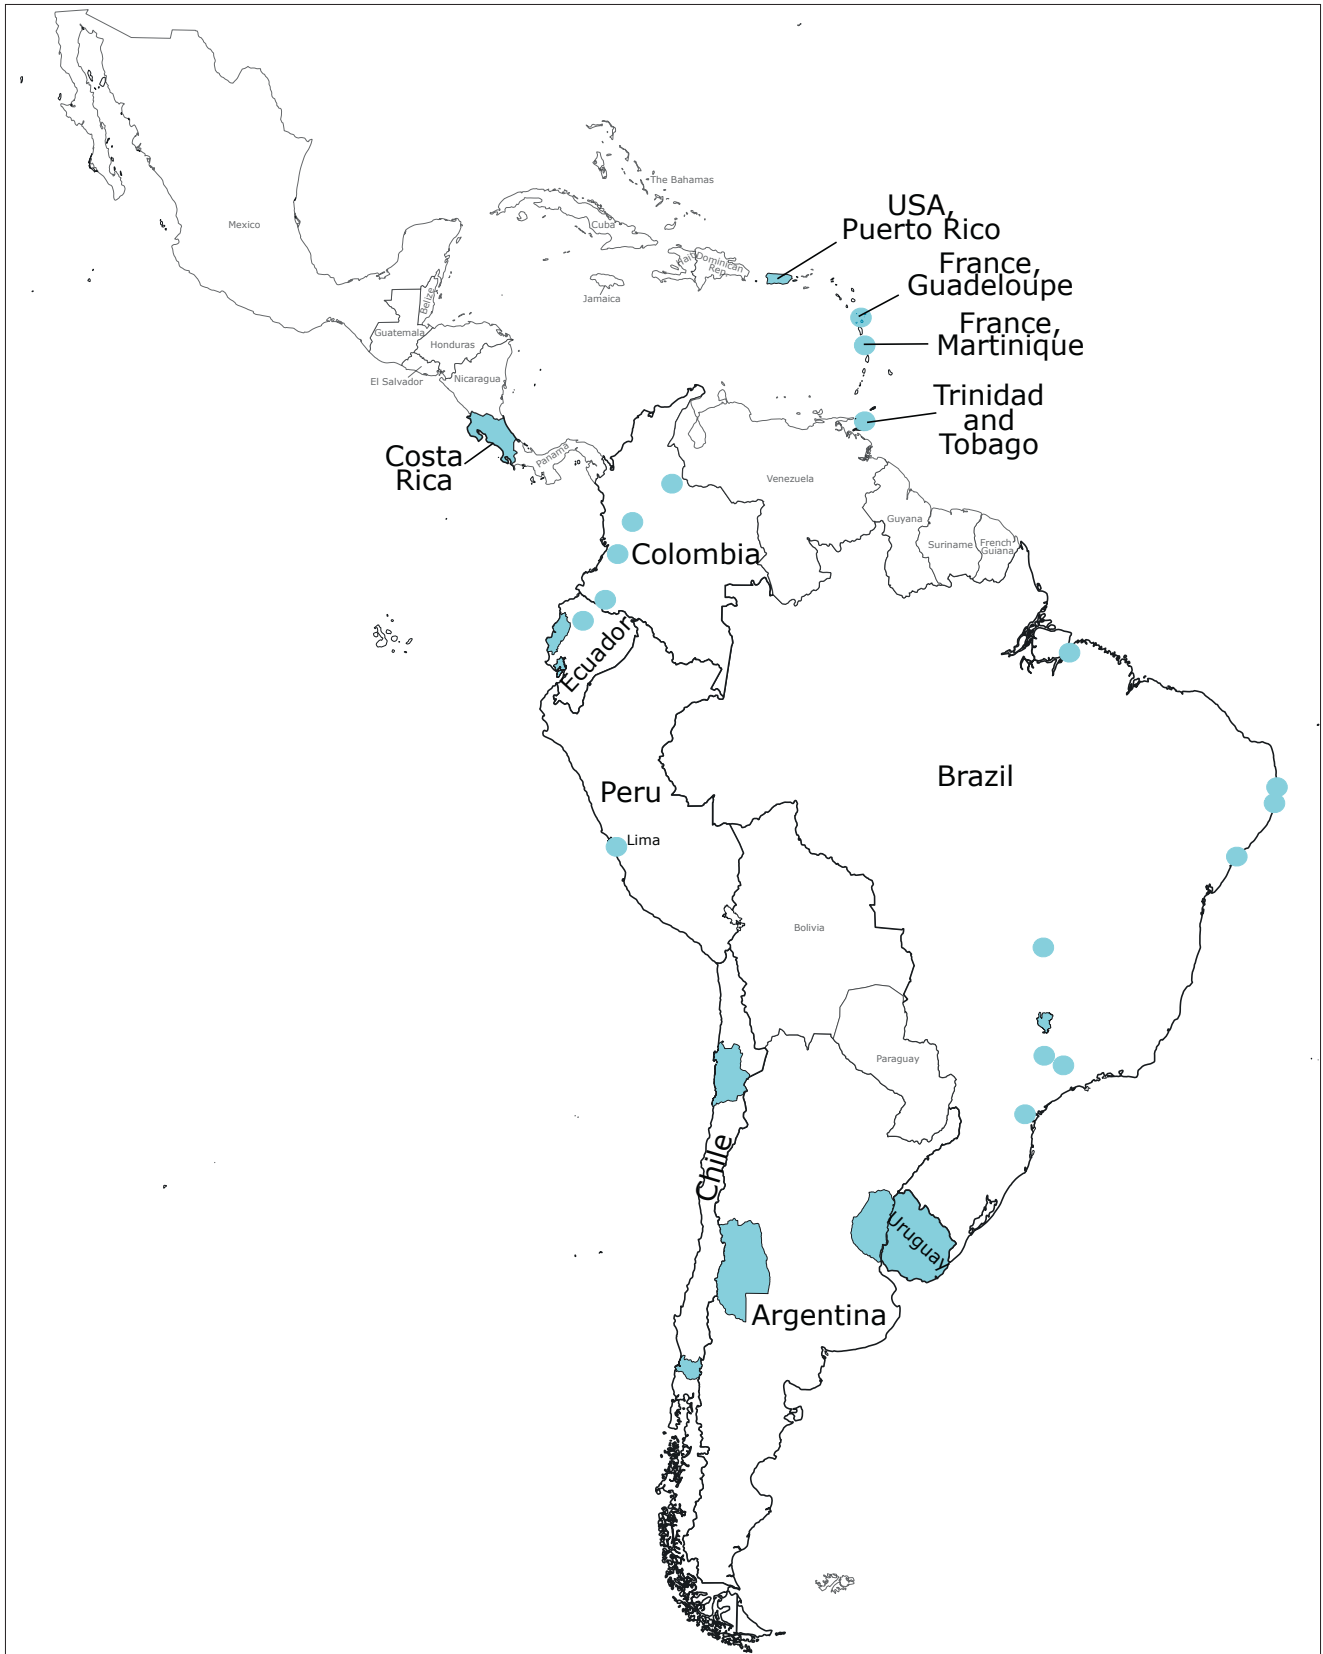 The Bahamas
Mexico
Cuba
USA,
Puerto Rico
Haiti
Dominican
Rep.
France,
Guadeloupe
Jamaica
Belize
France,
Martinique
Guatemala
Honduras
El Salvador
Nicaragua
Trinidad
and
Tobago
Costa
Rica
Panama
Venezuela
Guyana
Suriname
French
Guiana
Colombia
Ecuador
Brazil
Peru
Lima
Bolivia
Paraguay
Chile
Uruguay
Argentina